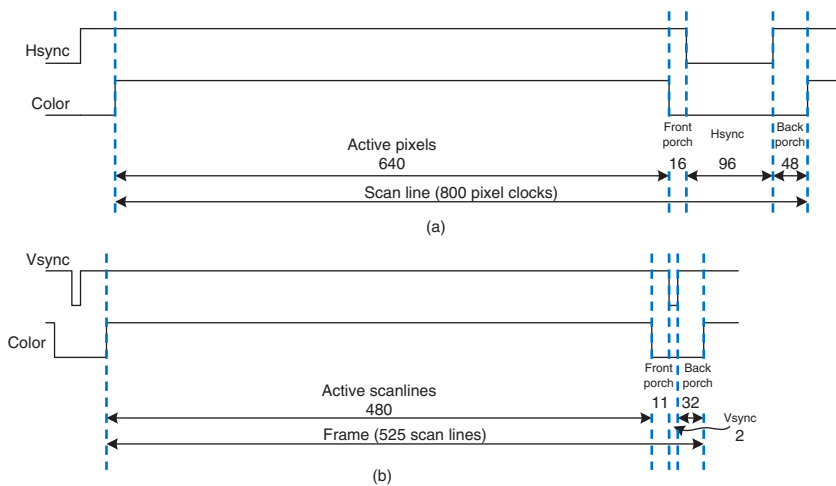 Hsync
Color
Active pixels
640
Front
porch
16
Hsync
96
Back
porch
48
Scan line (800 pixel clocks)
(a)
Vsync
Color
Active scanlines
480
Front
porch
11
Back
porch
32
Vsync
2
Frame (525 scan lines)
(b)